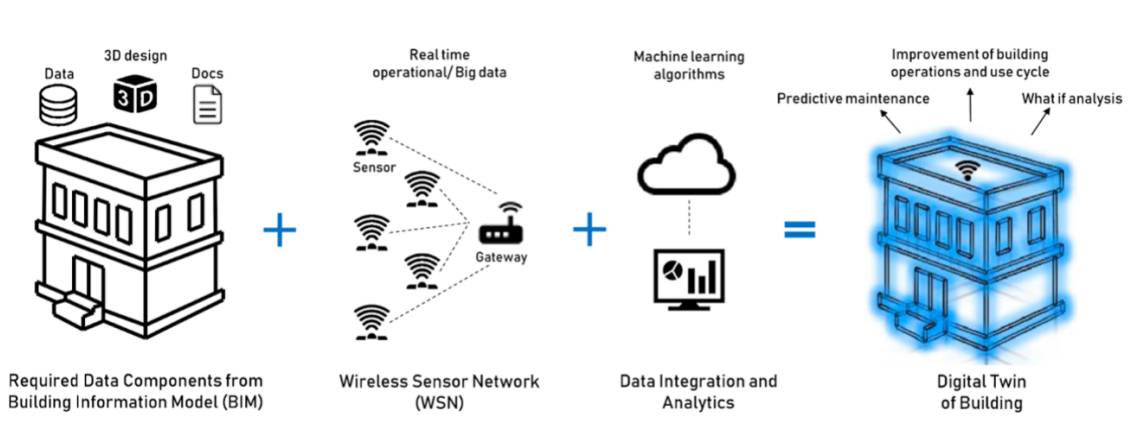 3D design
Data
Docs
3D
Required Data Components from
Building Information Model (BIM)
+
Real time
operational/ Big data
Sensor
Gateway
Wireless Sensor Network
(WSN)
+
Machine learning
algorithms
Data Integration and
Analytics
=
Improvement of building
operations and use cycle
Predictive maintenance
What if analysis
Digital Twin
of Building